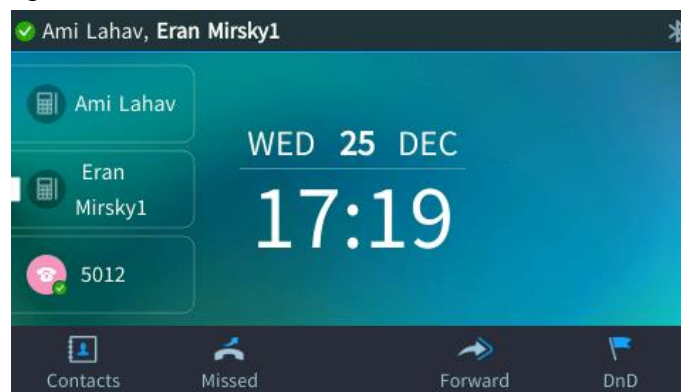 Ami Lahav, Eran Mirsky1
Ami Lahav
Eran
Mirsky1
5012
WED 25 DEC
17:19
Contacts Missed Forward DnD